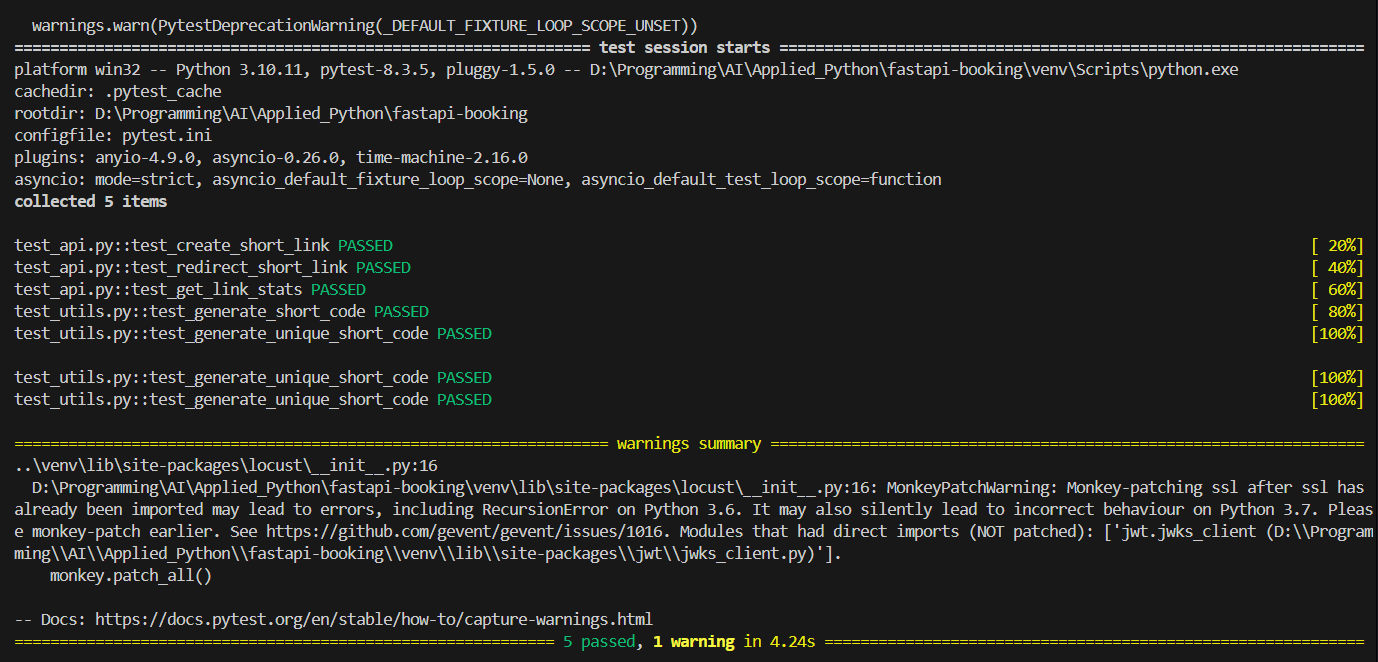 warnings.warn(PytestDeprecationWarning(_DEFAULT_FIXTURE_LOOP_SCOPE_UNSET))
================================================================ test session starts =================================================================
platform win32 -- Python 3.10.11, pytest-8.3.5, pluggy-1.5.0 -- D:\Programming\AI\Applied_Python\fastapi-booking\venv\Scripts\python.exe
cachedir: .pytest_cache
rootdir: D:\Programming\AI\Applied_Python\fastapi-booking
configfile: pytest.ini
plugins: anyio-4.9.0, asyncio-0.26.0, time-machine-2.16.0
asyncio: mode=strict, asyncio_default_fixture_loop_scope=None, asyncio_default_test_loop_scope=function
collected 5 items
test_api.py::test_create_short_link PASSED [ 20%]
test_api.py::test_redirect_short_link PASSED [ 40%]
test_api.py::test_get_link_stats PASSED [ 60%]
test_utils.py::test_generate_short_code PASSED [ 80%]
test_utils.py::test_generate_unique_short_code PASSED [100%]
test_utils.py::test_generate_unique_short_code PASSED [100%]
test_utils.py::test_generate_unique_short_code PASSED [100%]
================================================================== warnings summary ==================================================================
..\venv\lib\site-packages\locust\__init__.py:16
D:\Programming\AI\Applied_Python\fastapi-booking\venv\lib\site-packages\locust\__init__.py:16: MonkeyPatchWarning: Monkey-patching ssl after ssl has
already been imported may lead to errors, including RecursionError on Python 3.6. It may also silently lead to incorrect behaviour on Python 3.7. Pleas
e monkey-patch earlier. See https://github.com/gevent/gevent/issues/1016. Modules that had direct imports (NOT patched): ['jwt.jwks_client (D:\\Program
ming\\AI\\Applied_Python\\fastapi-booking\\venv\\lib\\site-packages\\jwt\\jwks_client.py)'].
monkey.patch_all()
-- Docs: https://docs.pytest.org/en/stable/how-to/capture-warnings.html
============================================================ 5 passed, 1 warning in 4.24s ============================================================